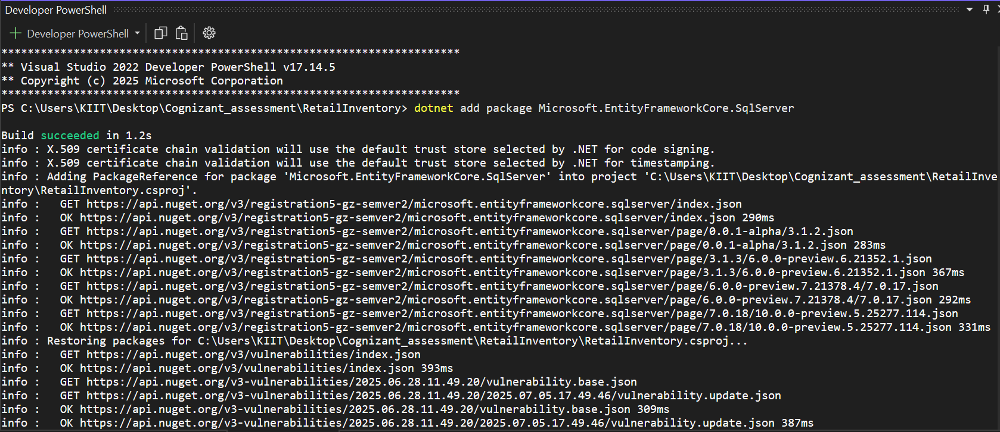 Developer PowerShell
Developer PowerShell
**********************************************************************
** Visual Studio 2022 Developer PowerShell v17.14.5
** Copyright (c) 2025 Microsoft Corporation
**********************************************************************
PS C:\Users\KIIT\Desktop\Cognizant_assessment\RetailInventory> dotnet add package Microsoft.EntityFrameworkCore.SqlServer
Build succeeded in 1.2s
info : X.509 certificate chain validation will use the default trust store selected by .NET for code signing.
info : X.509 certificate chain validation will use the default trust store selected by .NET for timestamping.
info : Adding PackageReference for package 'Microsoft.EntityFrameworkCore.SqlServer' into project 'C:\Users\KIIT\Desktop\Cognizant_assessment\RetailInve
ntory\RetailInventory.csproj'.
info :   GET https://api.nuget.org/v3/registration5-gz-semver2/microsoft.entityframeworkcore.sqlserver/index.json
info :   OK https://api.nuget.org/v3/registration5-gz-semver2/microsoft.entityframeworkcore.sqlserver/index.json 290ms
info :   GET https://api.nuget.org/v3/registration5-gz-semver2/microsoft.entityframeworkcore.sqlserver/page/0.0.1-alpha/3.1.2.json
info :   OK https://api.nuget.org/v3/registration5-gz-semver2/microsoft.entityframeworkcore.sqlserver/page/0.0.1-alpha/3.1.2.json 283ms
info :   GET https://api.nuget.org/v3/registration5-gz-semver2/microsoft.entityframeworkcore.sqlserver/page/3.1.3/6.0.0-preview.6.21352.1.json
info :   OK https://api.nuget.org/v3/registration5-gz-semver2/microsoft.entityframeworkcore.sqlserver/page/3.1.3/6.0.0-preview.6.21352.1.json 367ms
info :   GET https://api.nuget.org/v3/registration5-gz-semver2/microsoft.entityframeworkcore.sqlserver/page/6.0.0-preview.7.21378.4/7.0.17.json
info :   OK https://api.nuget.org/v3/registration5-gz-semver2/microsoft.entityframeworkcore.sqlserver/page/6.0.0-preview.7.21378.4/7.0.17.json 292ms
info :   GET https://api.nuget.org/v3/registration5-gz-semver2/microsoft.entityframeworkcore.sqlserver/page/7.0.18/10.0.0-preview.5.25277.114.json
info :   OK https://api.nuget.org/v3/registration5-gz-semver2/microsoft.entityframeworkcore.sqlserver/page/7.0.18/10.0.0-preview.5.25277.114.json 331ms
info : Restoring packages for C:\Users\KIIT\Desktop\Cognizant_assessment\RetailInventory\RetailInventory.csproj...
info :   GET https://api.nuget.org/v3/vulnerabilities/index.json
info :   OK https://api.nuget.org/v3/vulnerabilities/index.json 393ms
info :   GET https://api.nuget.org/v3-vulnerabilities/2025.06.28.11.49.20/vulnerability.base.json
info :   GET https://api.nuget.org/v3-vulnerabilities/2025.06.28.11.49.20/2025.07.05.17.49.46/vulnerability.update.json
info :   OK https://api.nuget.org/v3-vulnerabilities/2025.06.28.11.49.20/vulnerability.base.json 309ms
info :   OK https://api.nuget.org/v3-vulnerabilities/2025.06.28.11.49.20/2025.07.05.17.49.46/vulnerability.update.json 387ms